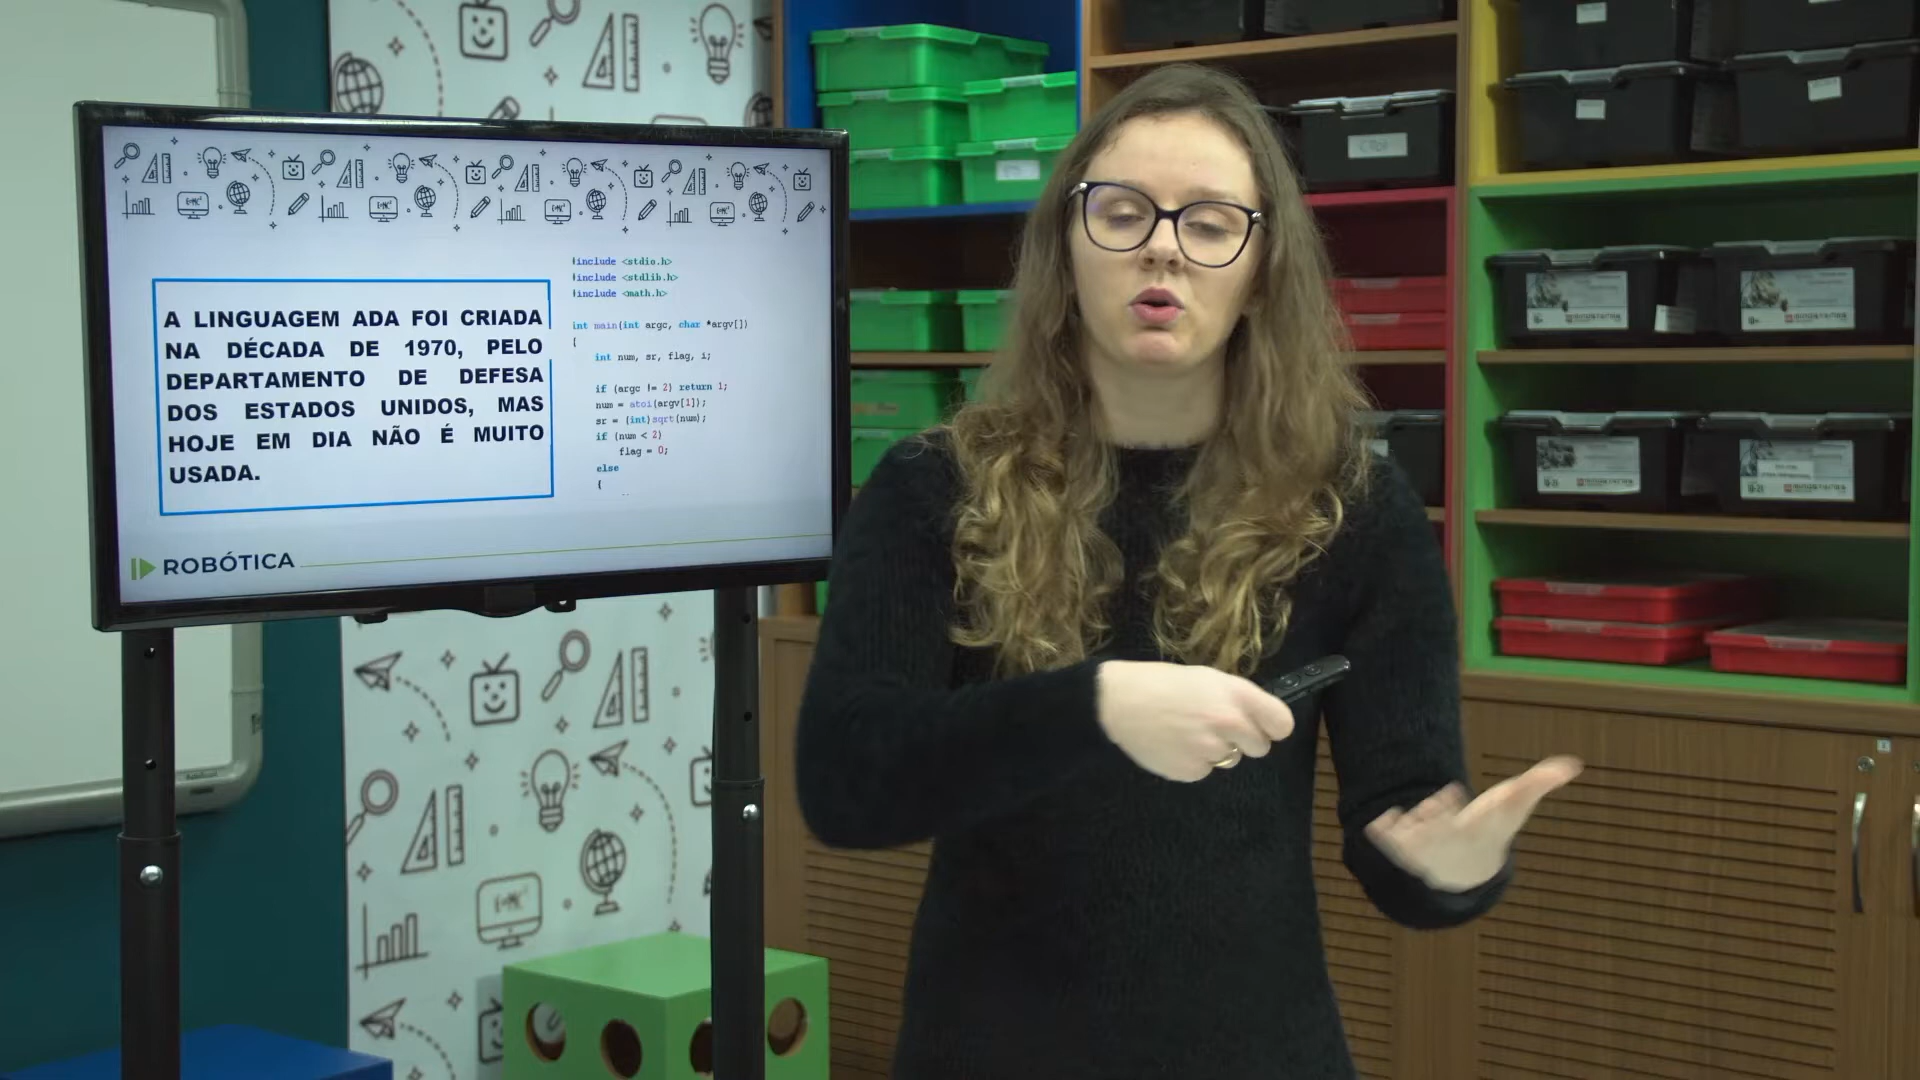 A LINGUAGEM ADA FOI CRIADA
NA DÉCADA DE 1970, PELO
DEPARTAMENTO DE DEFESA
DOS ESTADOS UNIDOS, MAS
HOJE EM DIA NÃO É MUITO
USADA.
#include <stdio.h>
#include <stdlib.h>
#include <math.h>
int main(int argc, char *argv[])
{
int num, sr, flag, i;
if (argc != 2) return 1;
num = atoi(argv[1]);
sr = (int)sqrt(num);
if (num < 2)
flag = 0;
else
{
ROBÓTICA